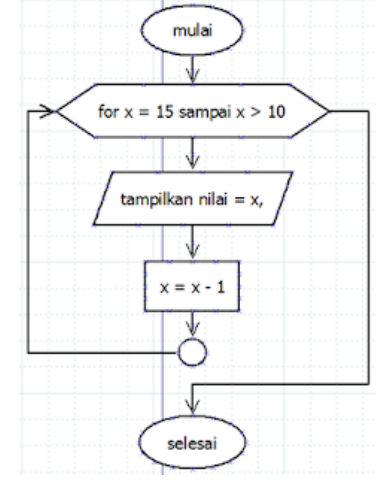 mulai
for x = 15 sampai x > 10
tampilkan nilai = x,
x = x - 1
selesai